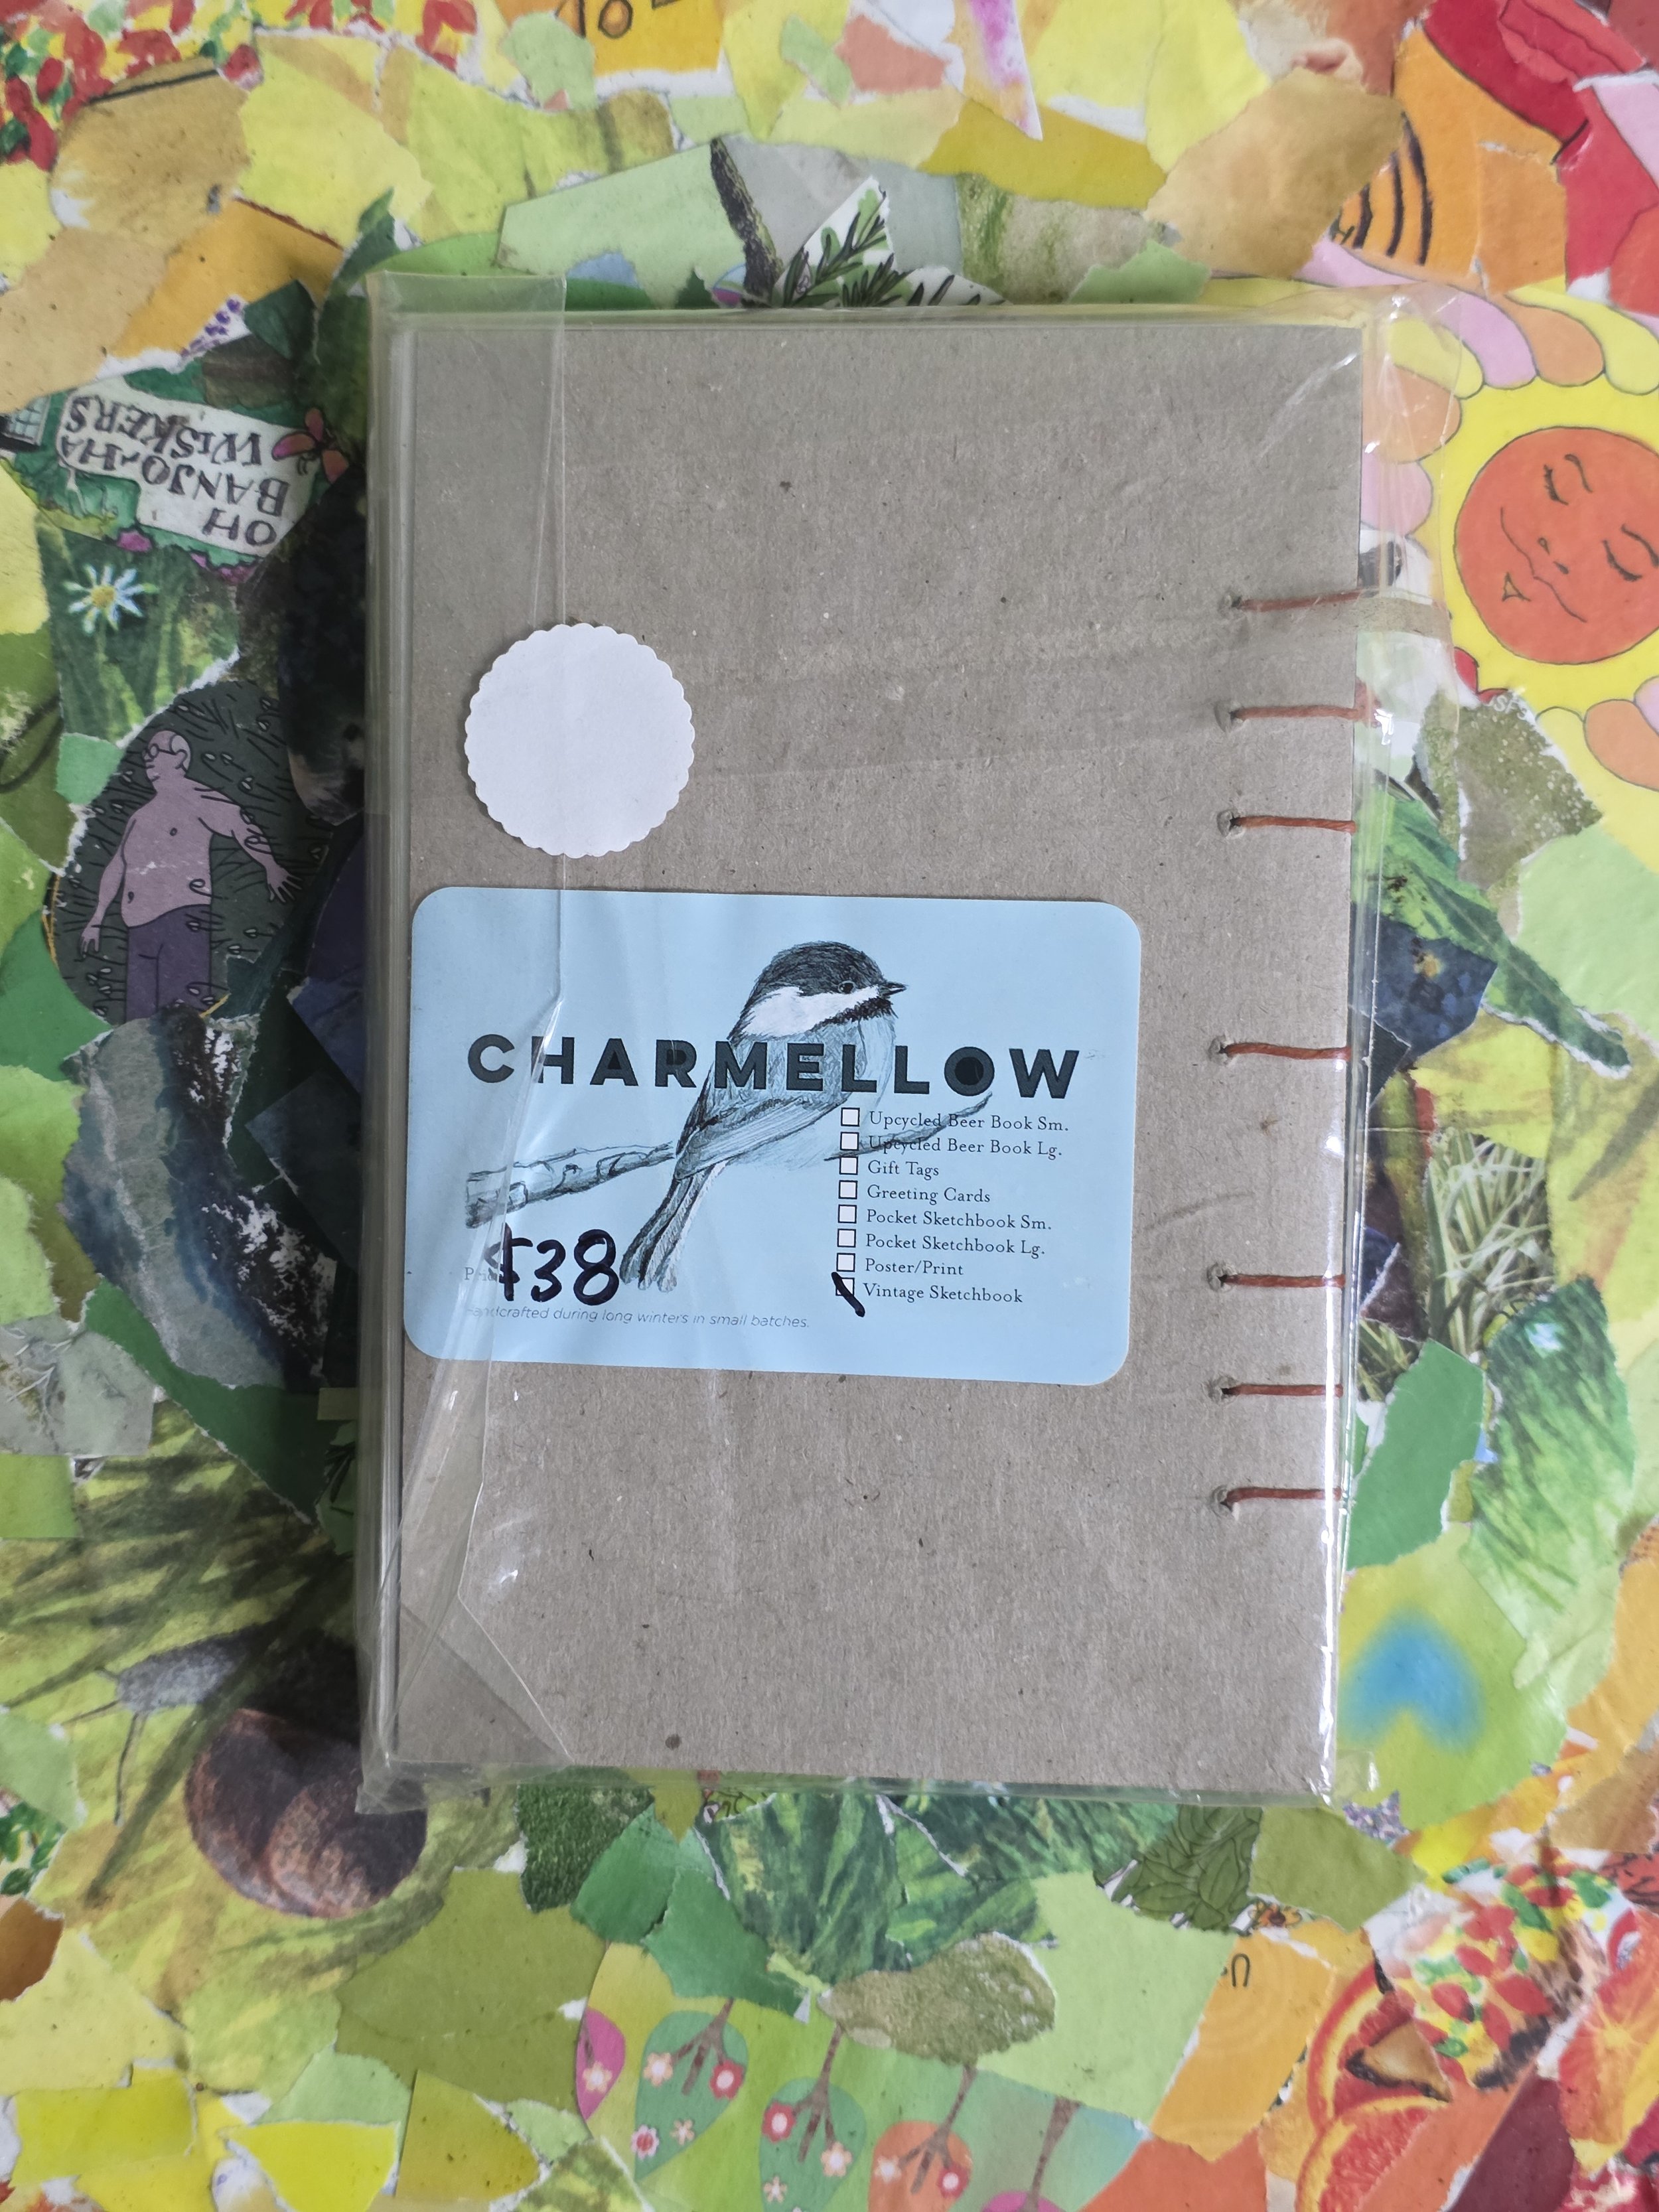 OH
BANJO-HA
WISKERS
CHARMELLOW
Upcycled Beer Book Sm.
Upcycled Beer Book Lg.
Gift Tags
Greeting Cards
Pocket Sketchbook Sm.
Pocket Sketchbook Lg.
Poster/Print
Vintage Sketchbook
$38
Handcrafted during long winters in small batches.